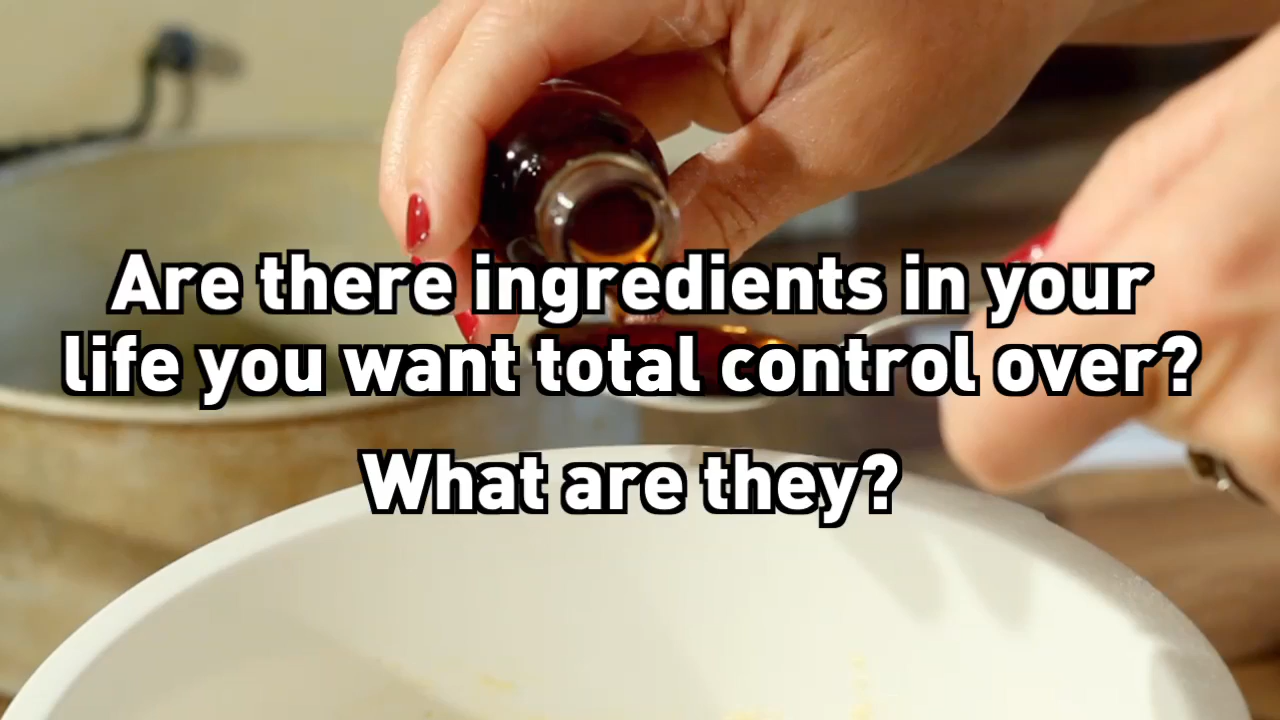 Are there ingredients in your
life you want total control over?
What are they?